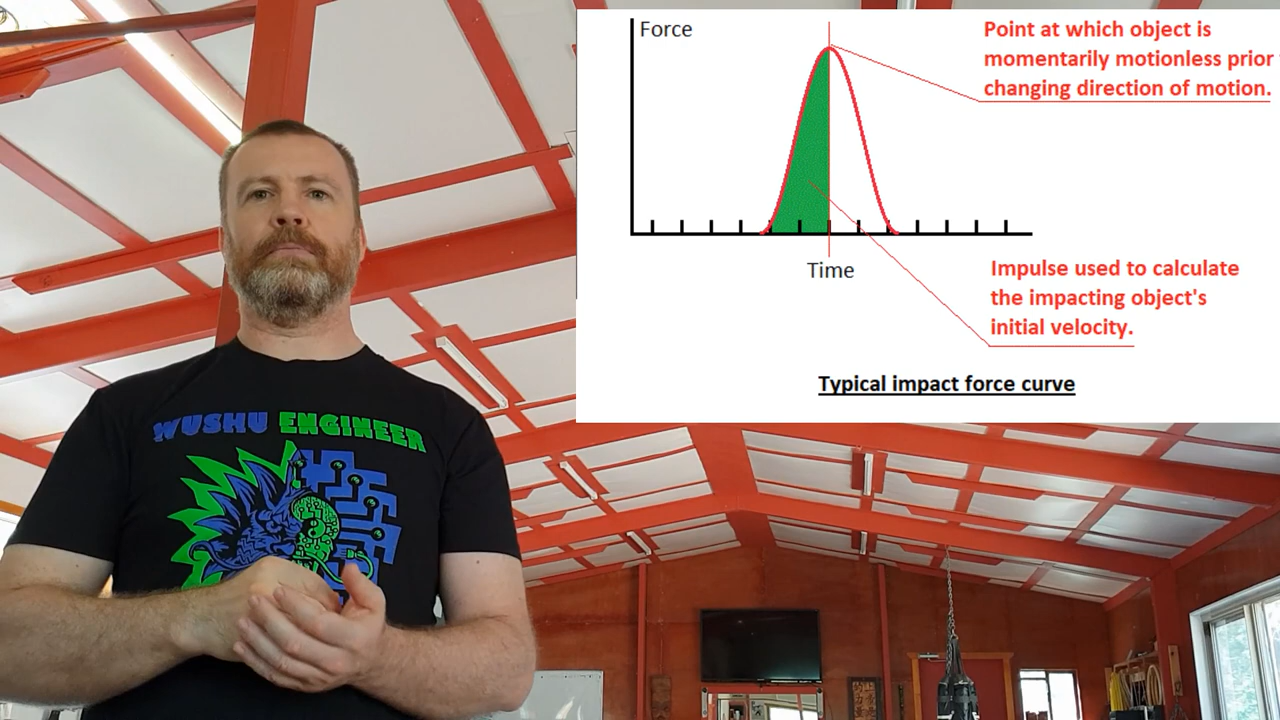 Force
Point at which object is
momentarily motionless prior
changing direction of motion.
Time
Impulse used to calculate
the impacting object's
initial velocity.
Typical impact force curve
WUSHU ENGINEER